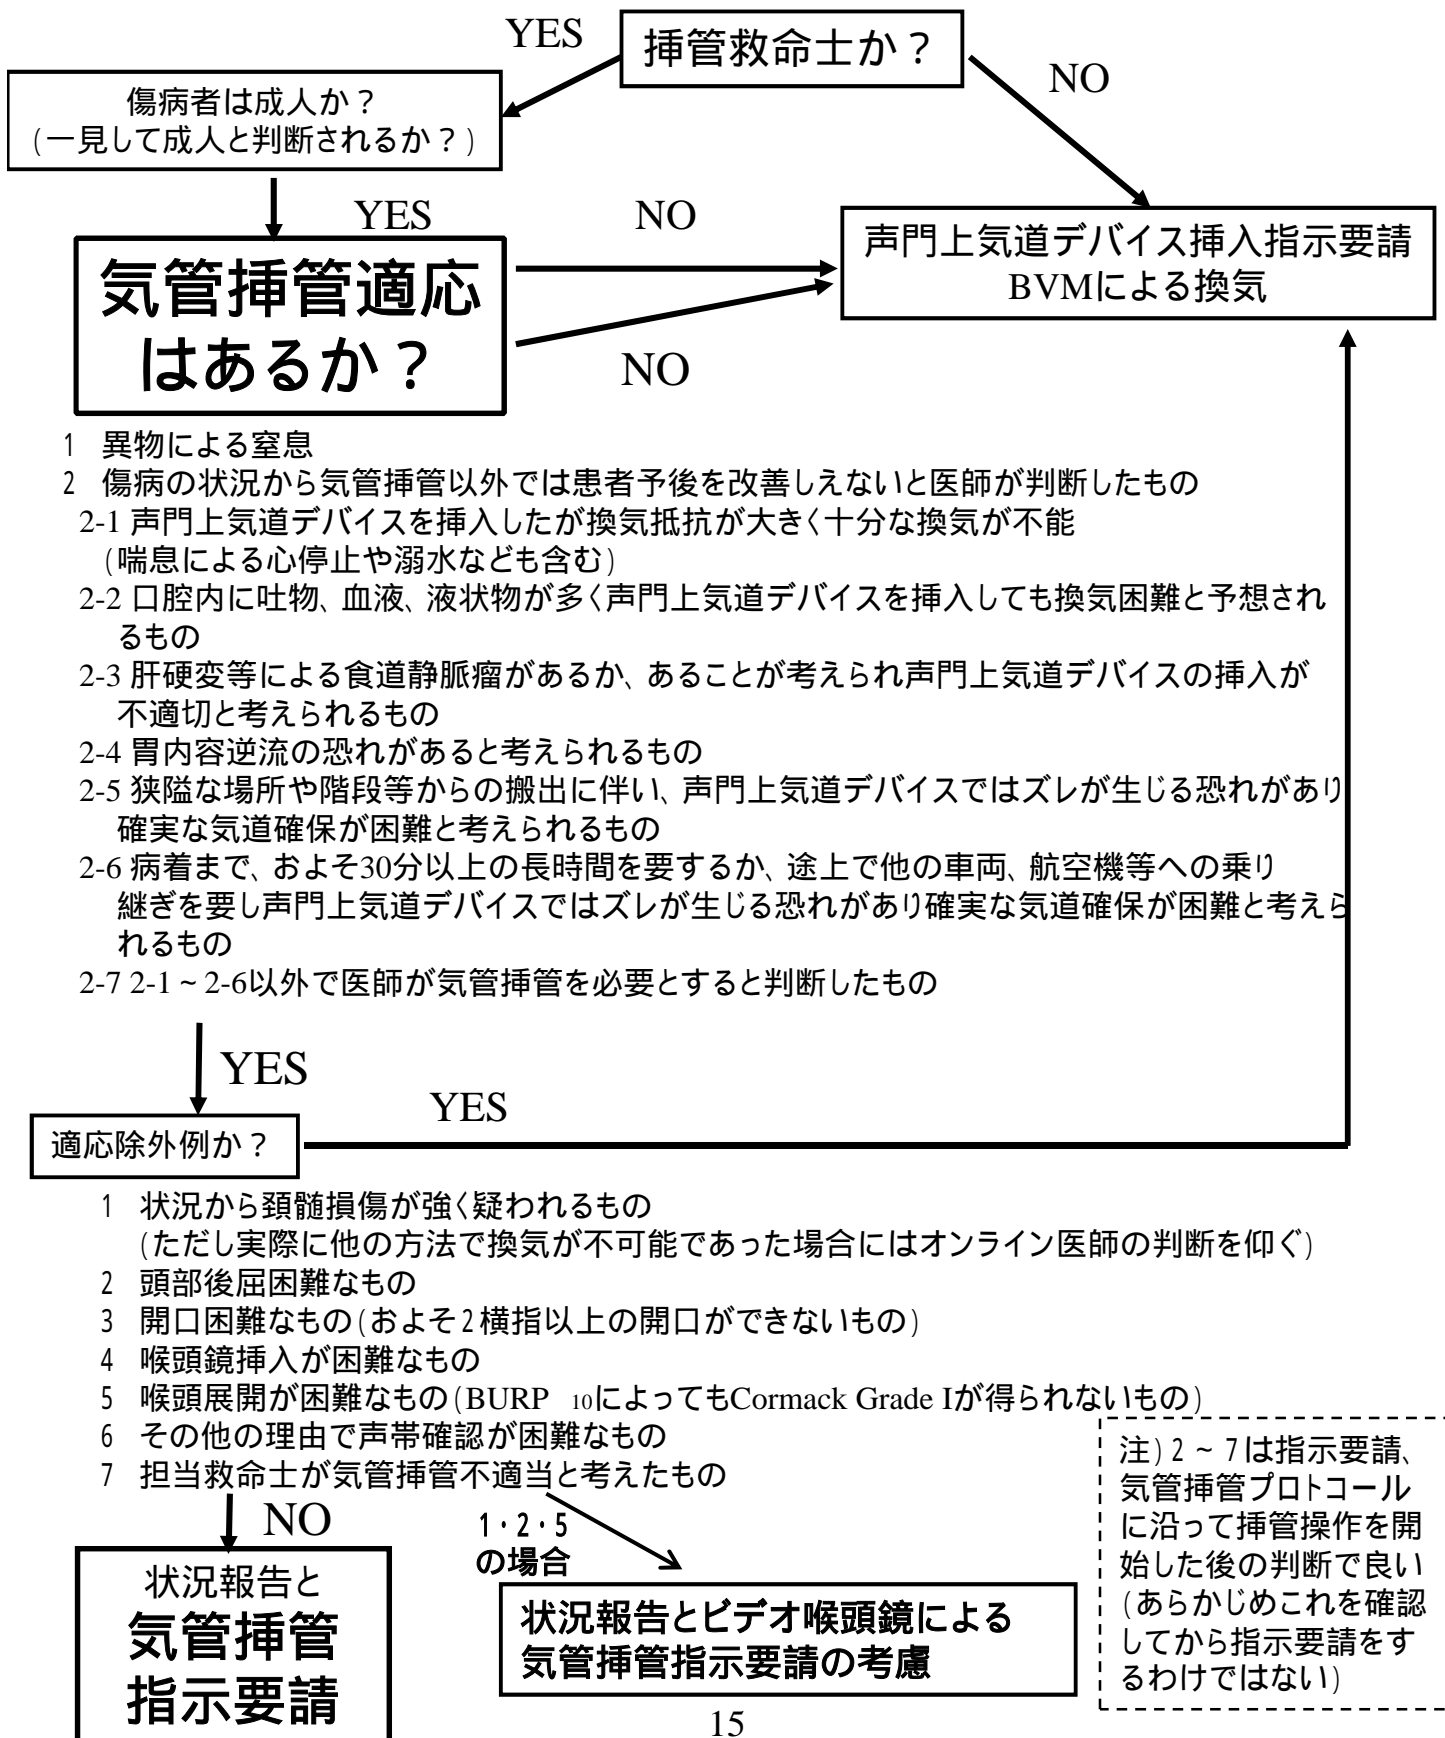 YES
挿管救命士か？
NO
傷病者は成人か？
(一見して成人と判断されるか？)
YES
NO
声門上気道デバイス挿入指示要請
BVMによる換気
気管挿管適応
はあるか？
NO
1 異物による窒息
2 傷病の状況から気管挿管以外では患者予後を改善しえないと医師が判断したもの
2-1 声門上気道デバイスを挿入したが換気抵抗が大きく十分な換気が不能
(喘息による心停止や溺水なども含む)
2-2 口腔内に吐物、血液、液状物が多く声門上気道デバイスを挿入しても換気困難と予想され
るもの
2-3 肝硬変等による食道静脈瘤があるか、あることが考えられ声門上気道デバイスの挿入が
不適切と考えられるもの
2-4 胃内容逆流の恐れがあると考えられるもの
2-5 狭隘な場所や階段等からの搬出に伴い、声門上気道デバイスではズレが生じる恐れがあり
確実な気道確保が困難と考えられるもの
2-6 病着まで、およそ30分以上の長時間を要するか、途上で他の車両、航空機等への乗り
継ぎを要し声門上気道デバイスではズレが生じる恐れがあり確実な気道確保が困難と考えら
れるもの
2-7 2-1～2-6以外で医師が気管挿管を必要とすると判断したもの
YES
YES
適応除外例か？
1 状況から頚髄損傷が強く疑われるもの
(ただし実際に他の方法で換気が不可能であった場合にはオンライン医師の判断を仰ぐ)
2 頭部後屈困難なもの
3 開口困難なもの(およそ2横指以上の開口ができないもの)
4 喉頭鏡挿入が困難なもの
5 喉頭展開が困難なもの(BURP 10によってもCormack Grade Iが得られないもの)
6 その他の理由で声帯確認が困難なもの
7 担当救命士が気管挿管不適当と考えたもの
注)2～7は指示要請、
気管挿管プロトコール
に沿って挿管操作を開
始した後の判断で良い
(あらかじめこれを確認
してから指示要請をす
るわけではない)
NO
1・2・5
の場合
状況報告と
気管挿管
指示要請
状況報告とビデオ喉頭鏡による
気管挿管指示要請の考慮
15